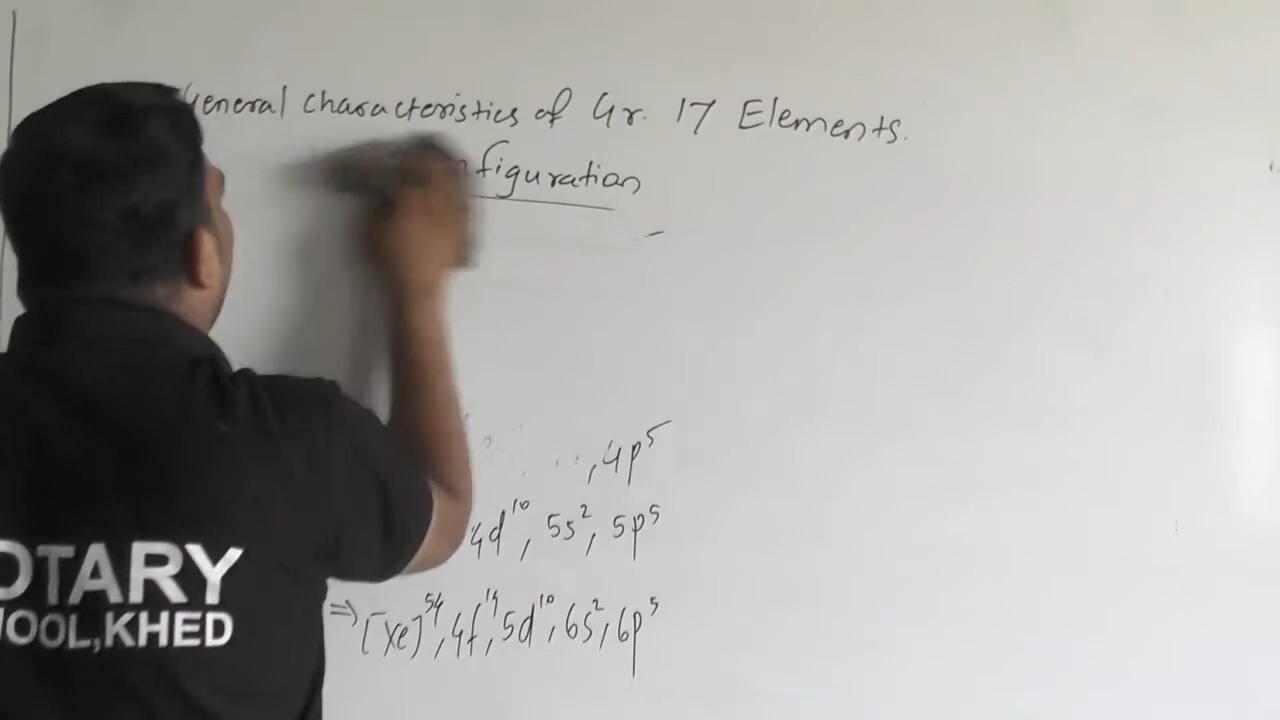 General characteristics of Gr. 17 Elements.
nfiguration
, 4p⁵
4d¹⁰, 5s², 5p⁵
⇒ [Xe]⁵⁴, 4f¹⁴, 5d¹⁰, 6s², 6p⁵
OTARY
OOL,KHED